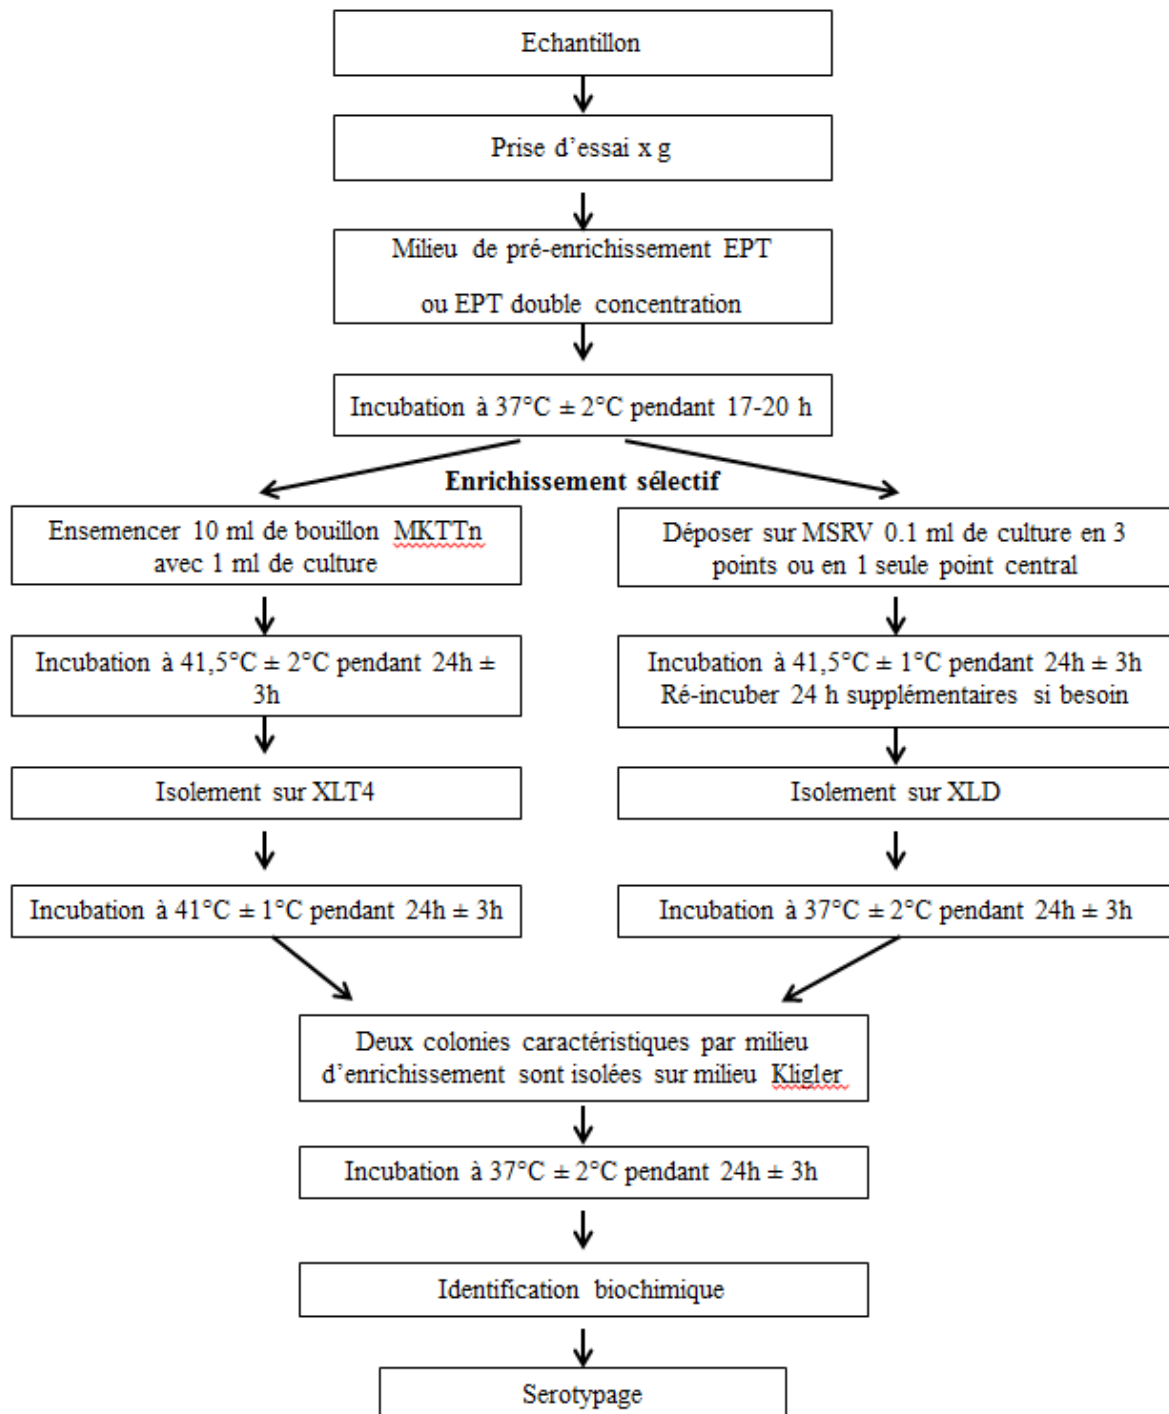 Echantillon
Prise d’essai x g
Milieu de pré-enrichissement EPT
ou EPT double concentration
Incubation à 37°C ± 2°C pendant 17-20 h
Enrichissement sélectif
Ensemencer 10 ml de bouillon MKTTn
avec 1 ml de culture
Déposer sur MSRV 0.1 ml de culture en 3
points ou en 1 seule point central
Incubation à 41,5°C ± 2°C pendant 24h ±
3h
Incubation à 41,5°C ± 1°C pendant 24h ± 3h
Ré-incuber 24 h supplémentaires si besoin
Isolement sur XLT4
Isolement sur XLD
Incubation à 41°C ± 1°C pendant 24h ± 3h
Incubation à 37°C ± 2°C pendant 24h ± 3h
Deux colonies caractéristiques par milieu
d’enrichissement sont isolées sur milieu Kligler
Incubation à 37°C ± 2°C pendant 24h ± 3h
Identification biochimique
Serotypage